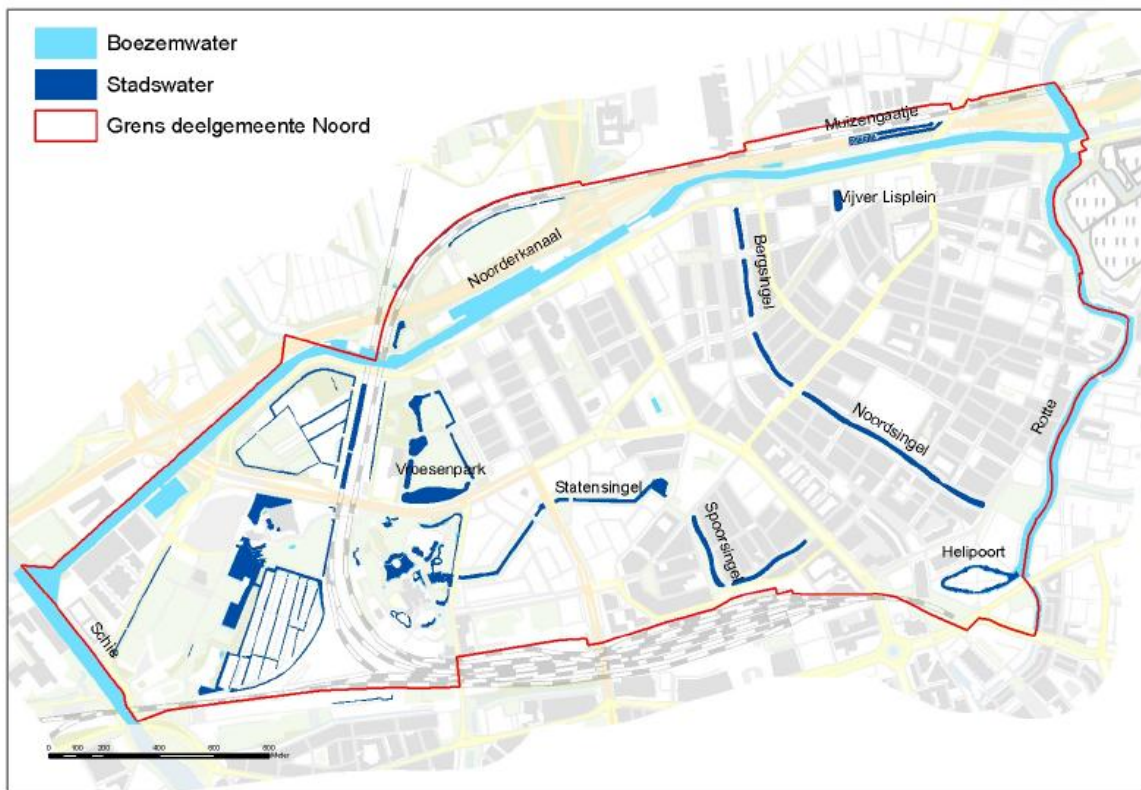 Boezemwater
Stadswater
Grens deelgemeente Noord
Muizengaatje
Vijver Lisplein
Noorderkanaal
Bergsingel
Noordsingel
Rotte
Vroesenpark
Statensingel
Spoorsingel
Helipoort
Schie
0 100 200 400 600 800
Meter